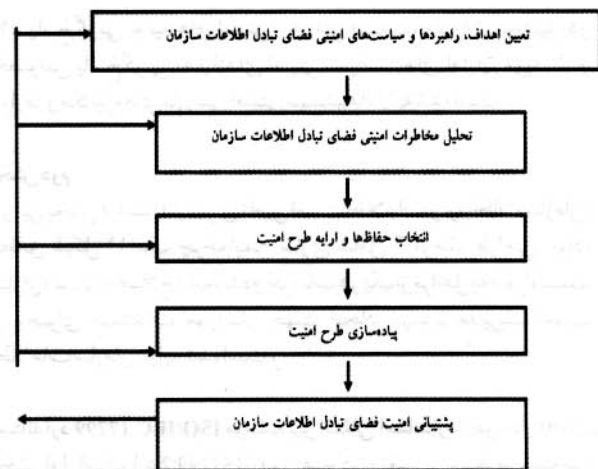 تعیین اهداف، راهبردها و سیاست‌های امنیتی فضای تبادل اطلاعات سازمان
تحلیل مخاطرات امنیتی فضای تبادل اطلاعات سازمان
انتخاب حفاظ‌ها و ارایه طرح امنیت
پیاده‌سازی طرح امنیت
پشتیبانی امنیت فضای تبادل اطلاعات سازمان